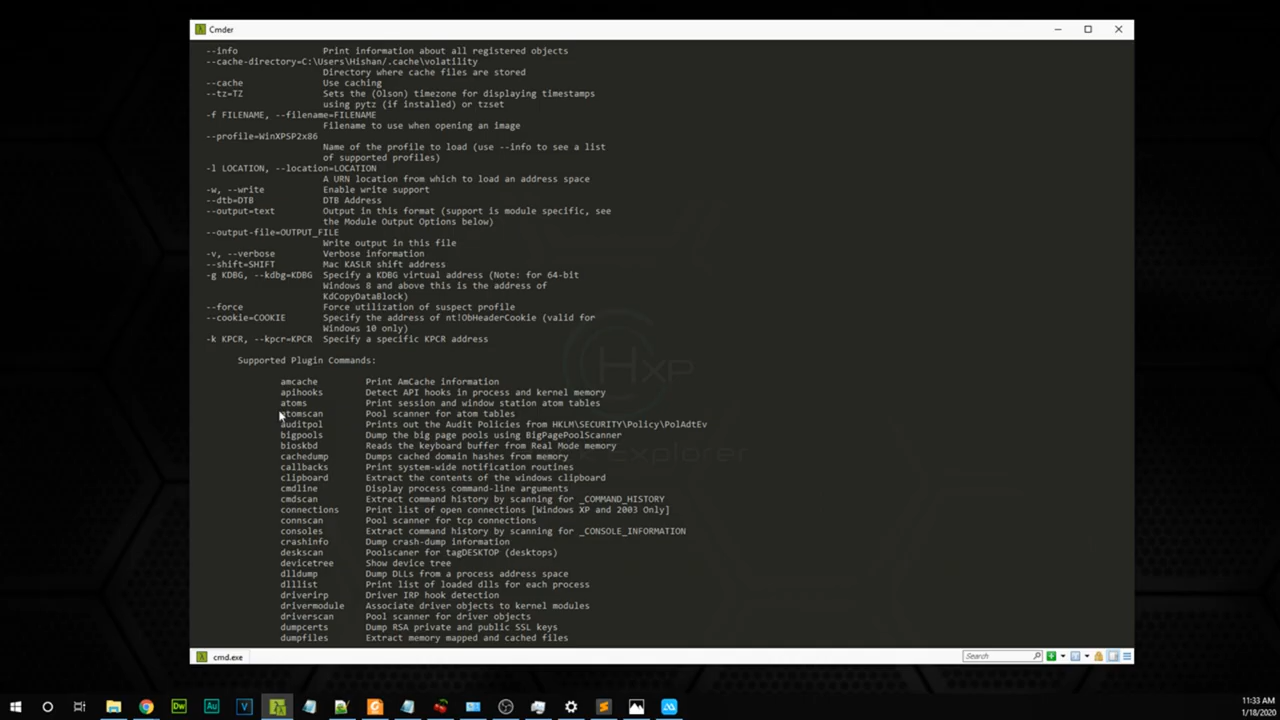 Cmder
--info Print information about all registered objects
--cache-directory=C:\Users\Hishan/.cache\volatility
Directory where cache files are stored
--cache Use caching
--tz=TZ Sets the (Olson) timezone for displaying timestamps
using pytz (if installed) or tzset
-f FILENAME, --filename=FILENAME
Filename to use when opening an image
--profile=WinXPSP2x86
Name of the profile to load (use --info to see a list
of supported profiles)
-l LOCATION, --location=LOCATION
A URN location from which to load an address space
-w, --write Enable write support
--dtb=DTB DTB Address
--output=text Output in this format (support is module specific, see
the Module Output Options below)
--output-file=OUTPUT_FILE
Write output in this file
-v, --verbose Verbose information
--shift=SHIFT Mac KASLR shift address
-g KDBG, --kdbg=KDBG Specify a KDBG virtual address (Note: for 64-bit
Windows 8 and above this is the address of
KdCopyDataBlock)
--force Force utilization of suspect profile
--cookie=COOKIE Specify the address of nt!ObHeaderCookie (valid for
Windows 10 only)
-k KPCR, --kpcr=KPCR Specify a specific KPCR address
Supported Plugin Commands:
amcache Print AmCache information
apihooks Detect API hooks in process and kernel memory
atoms Print session and window station atom tables
atomscan Pool scanner for atom tables
auditpol Prints out the Audit Policies from HKLM\SECURITY\Policy\PolAdtEv
bigpools Dump the big page pools using BigPagePoolScanner
bioskbd Reads the keyboard buffer from Real Mode memory
cachedump Dumps cached domain hashes from memory
callbacks Print system-wide notification routines
clipboard Extract the contents of the windows clipboard
cmdline Display process command-line arguments
cmdscan Extract command history by scanning for _COMMAND_HISTORY
connections Print list of open connections [Windows XP and 2003 Only]
connscan Pool scanner for tcp connections
consoles Extract command history by scanning for _CONSOLE_INFORMATION
crashinfo Dump crash-dump information
deskscan Poolscaner for tagDESKTOP (desktops)
devicetree Show device tree
dlldump Dump DLLs from a process address space
dlllist Print list of loaded dlls for each process
driverirp Driver IRP hook detection
drivermodule Associate driver objects to kernel modules
driverscan Pool scanner for driver objects
dumpcerts Dump RSA private and public SSL keys
dumpfiles Extract memory mapped and cached files
Hxp
Explorer
cmd.exe Search
Dw Au V
11:33 AM
1/18/2020